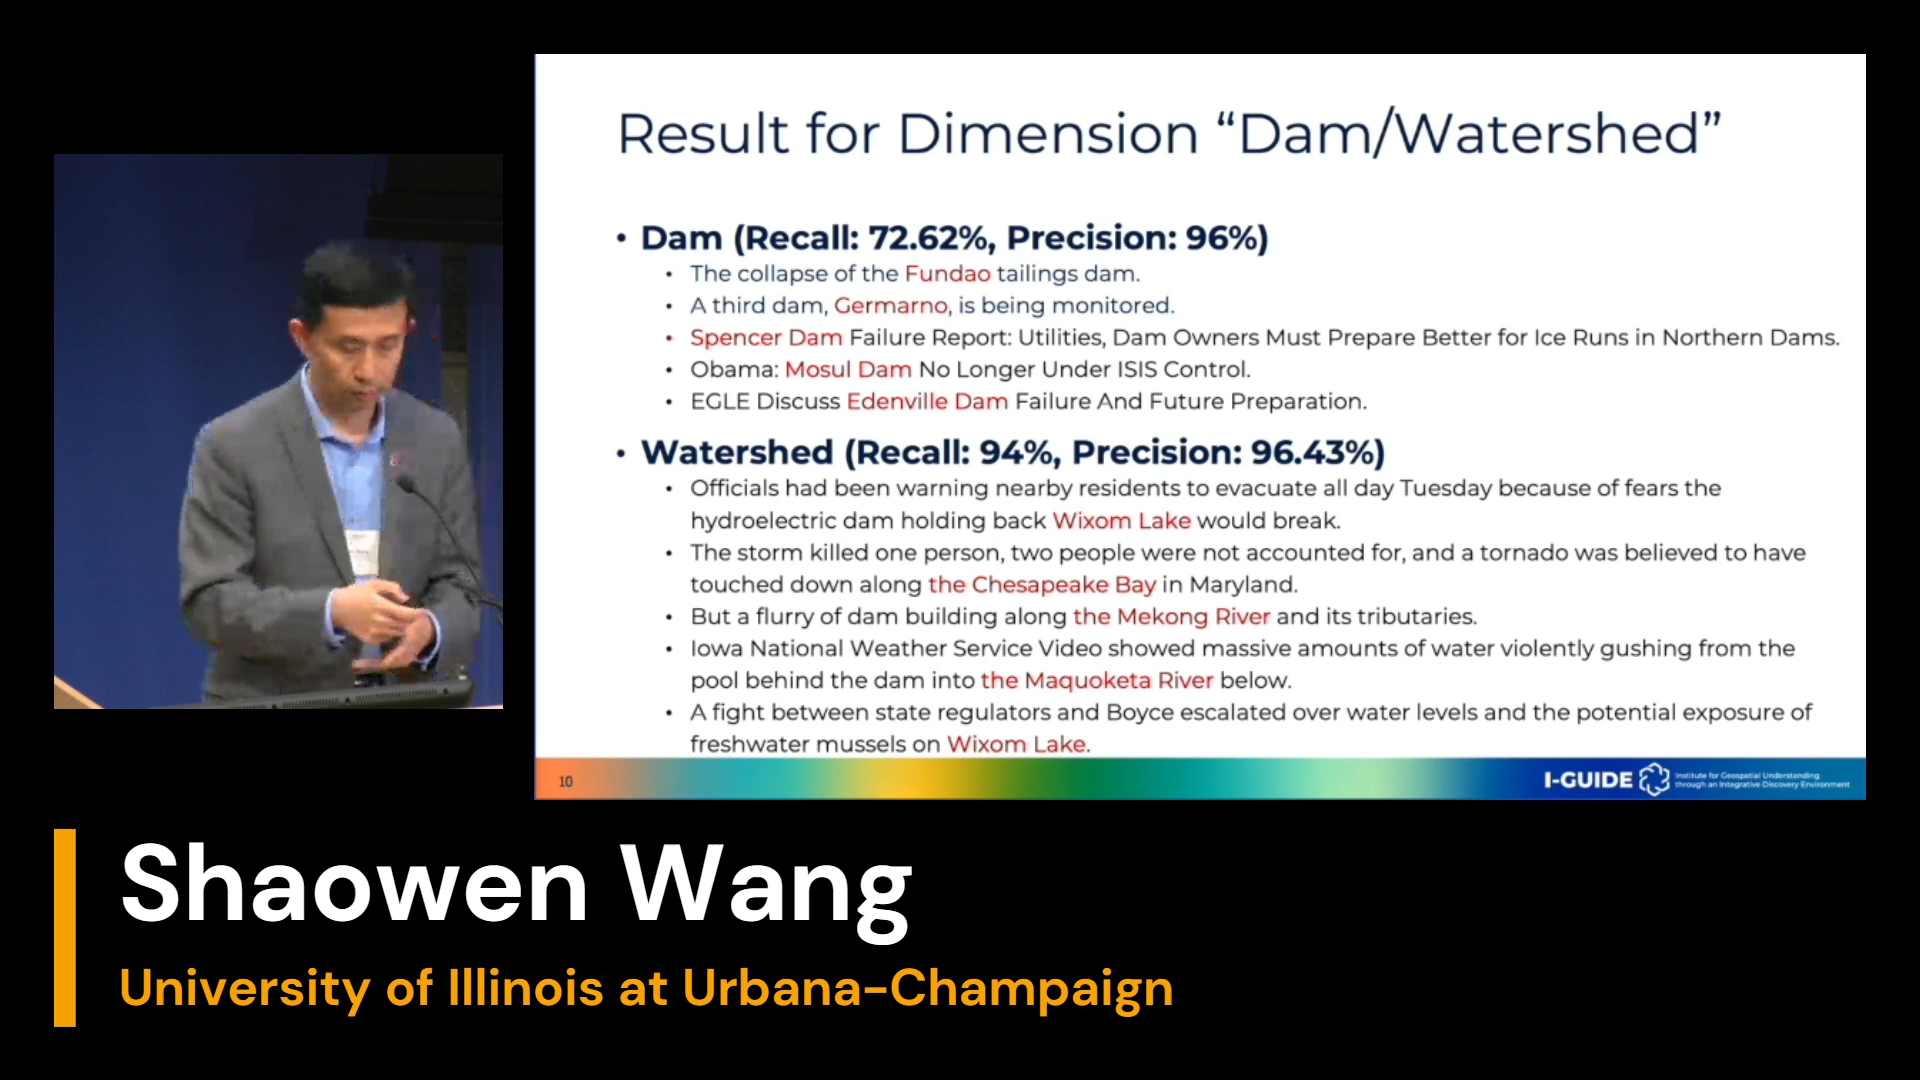 Result for Dimension “Dam/Watershed”
• Dam (Recall: 72.62%, Precision: 96%)
• The collapse of the Fundao tailings dam.
• A third dam, Germarno, is being monitored.
• Spencer Dam Failure Report: Utilities, Dam Owners Must Prepare Better for Ice Runs in Northern Dams.
• Obama: Mosul Dam No Longer Under ISIS Control.
• EGLE Discuss Edenville Dam Failure And Future Preparation.
• Watershed (Recall: 94%, Precision: 96.43%)
• Officials had been warning nearby residents to evacuate all day Tuesday because of fears the
hydroelectric dam holding back Wixom Lake would break.
• The storm killed one person, two people were not accounted for, and a tornado was believed to have
touched down along the Chesapeake Bay in Maryland.
• But a flurry of dam building along the Mekong River and its tributaries.
• Iowa National Weather Service Video showed massive amounts of water violently gushing from the
pool behind the dam into the Maquoketa River below.
• A fight between state regulators and Boyce escalated over water levels and the potential exposure of
freshwater mussels on Wixom Lake.
10
I-GUIDE
Institute for Geospatial Understanding
through an Integrative Discovery Environment
Shaowen Wang
University of Illinois at Urbana-Champaign